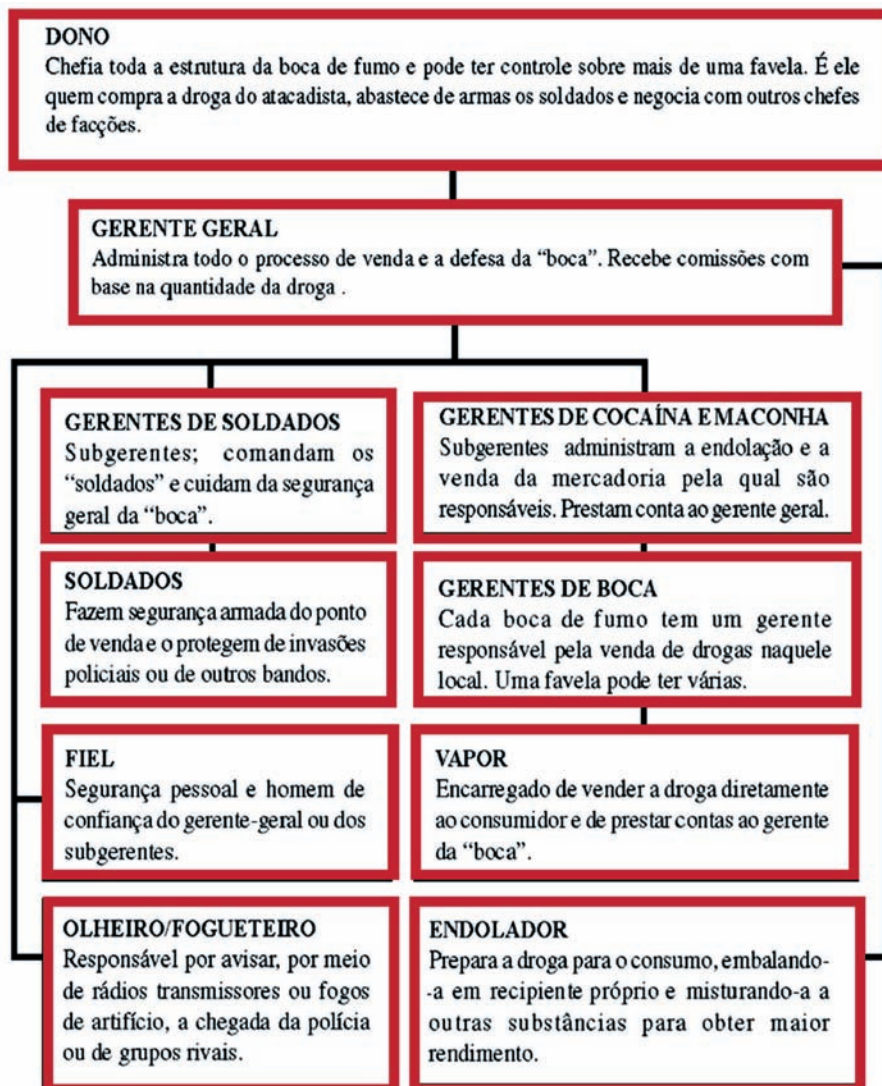 DONO
Chefia toda a estrutura da boca de fumo e pode ter controle sobre mais de uma favela. É ele
quem compra a droga do atacadista, abastece de armas os soldados e negocia com outros chefes
de facções.
GERENTE GERAL
Administra todo o processo de venda e a defesa da “boca”. Recebe comissões com
base na quantidade da droga .
GERENTES DE SOLDADOS
Subgerentes; comandam os
“soldados” e cuidam da segurança
geral da “boca”.
GERENTES DE COCAÍNA E MACONHA
Subgerentes administram a endolação e a
venda da mercadoria pela qual são
responsáveis. Prestam conta ao gerente geral.
SOLDADOS
Fazem segurança armada do ponto
de venda e o protegem de invasões
policiais ou de outros bandos.
GERENTES DE BOCA
Cada boca de fumo tem um gerente
responsável pela venda de drogas naquele
local. Uma favela pode ter várias.
FIEL
Segurança pessoal e homem de
confiança do gerente-geral ou dos
subgerentes.
VAPOR
Encarregado de vender a droga diretamente
ao consumidor e de prestar contas ao gerente
da “boca”.
OLHEIRO/FOGUETEIRO
Responsável por avisar, por meio
de rádios transmissores ou fogos
de artifício, a chegada da polícia
ou de grupos rivais.
ENDOLADOR
Prepara a droga para o consumo, embalando-
-a em recipiente próprio e misturando-a a
outras substâncias para obter maior
rendimento.